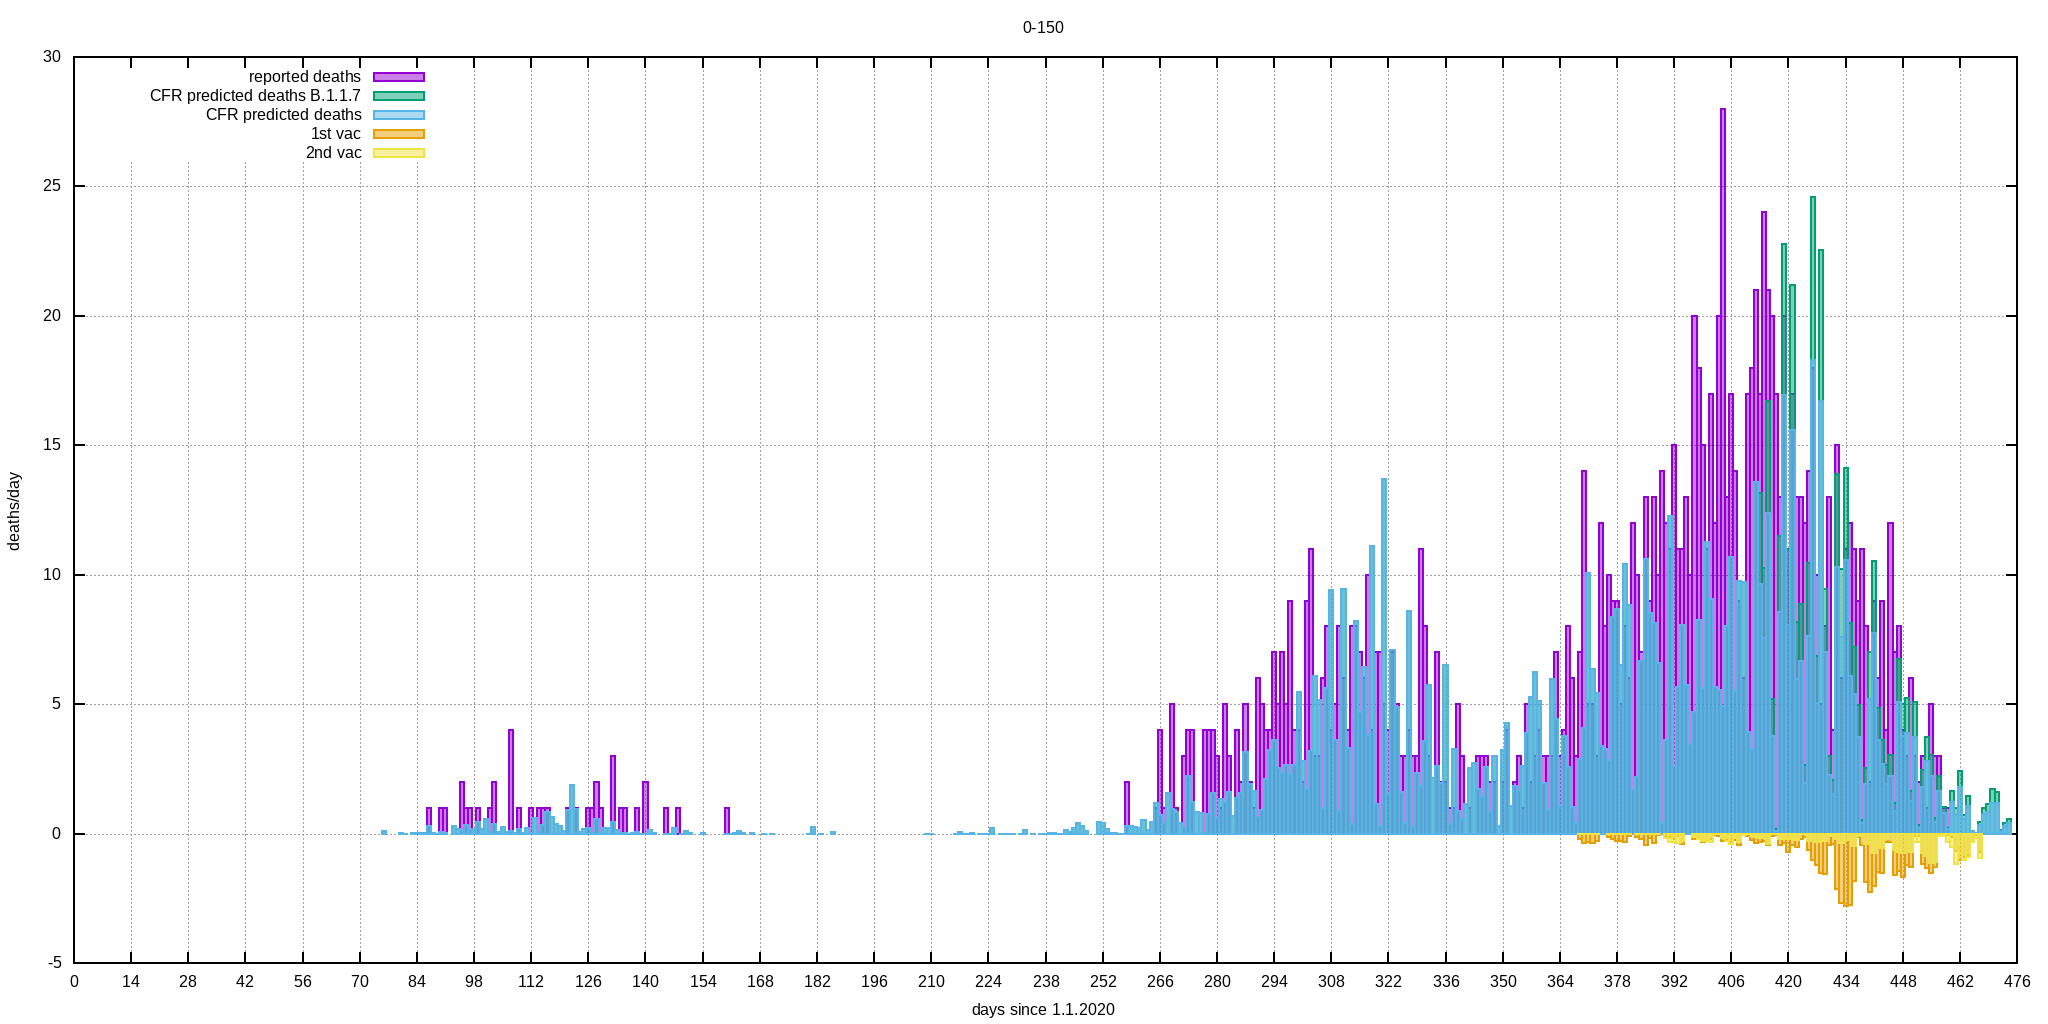 0-150
30
25
20
15
10
5
0
-5
deaths/day
reported deaths
CFR predicted deaths B.1.1.7
CFR predicted deaths
1st vac
2nd vac
0 14 28 42 56 70 84 98 112 126 140 154 168 182 196 210 224 238 252 266 280 294 308 322 336 350 364 378 392 406 420 434 448 462 476
days since 1.1.2020